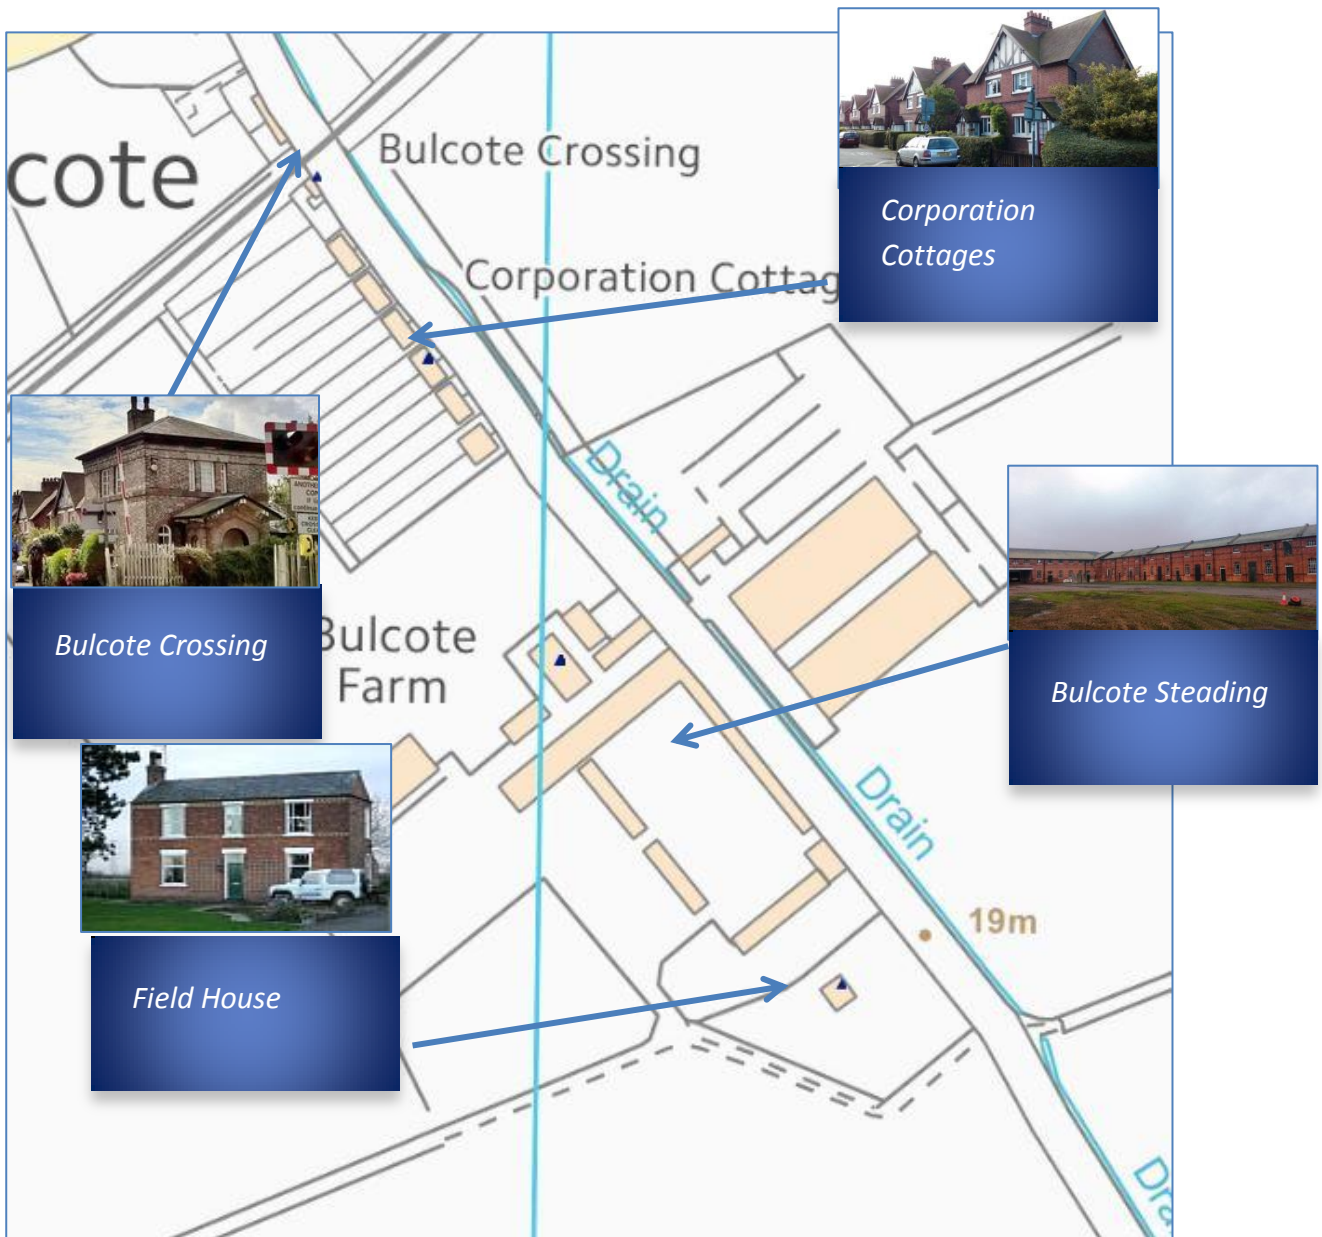 Corporation
Cottages
cote
Bulcote Crossing
Corporation Cottag
ANOTHE
Drain
Bulcote Crossing
Bulcote
Farm
Bulcote Steading
Drain
Field House
19m
Dra